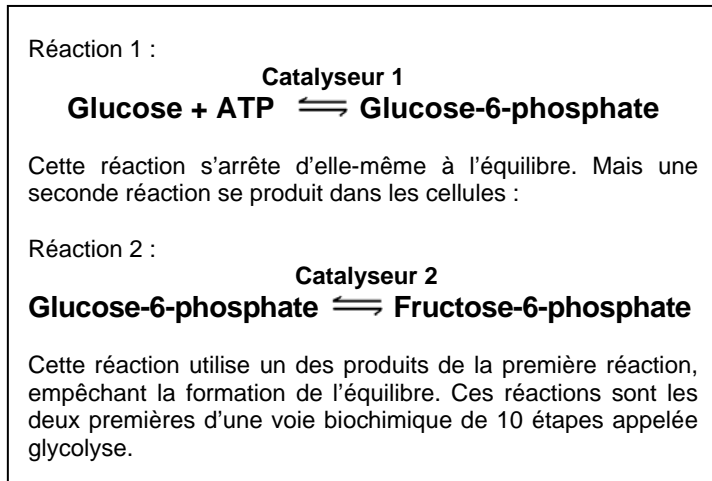 Réaction 1 :
Catalyseur 1
Glucose + ATP ⇌ Glucose-6-phosphate
Cette réaction s’arrête d’elle-même à l’équilibre. Mais une
seconde réaction se produit dans les cellules :
Réaction 2 :
Catalyseur 2
Glucose-6-phosphate ⇌ Fructose-6-phosphate
Cette réaction utilise un des produits de la première réaction,
empêchant la formation de l’équilibre. Ces réactions sont les
deux premières d’une voie biochimique de 10 étapes appelée
glycolyse.